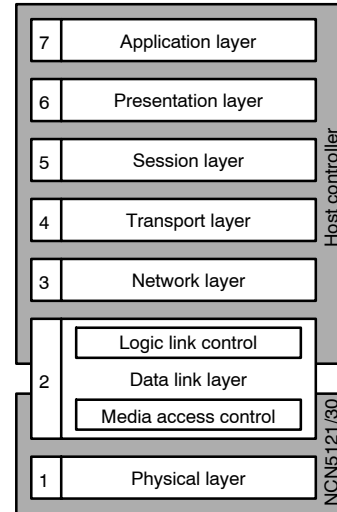 7 Application layer
6 Presentation layer
5 Session layer
4 Transport layer
3 Network layer
Logic link control
2 Data link layer
Media access control
1 Physical layer
Host controller
NCN5121/30